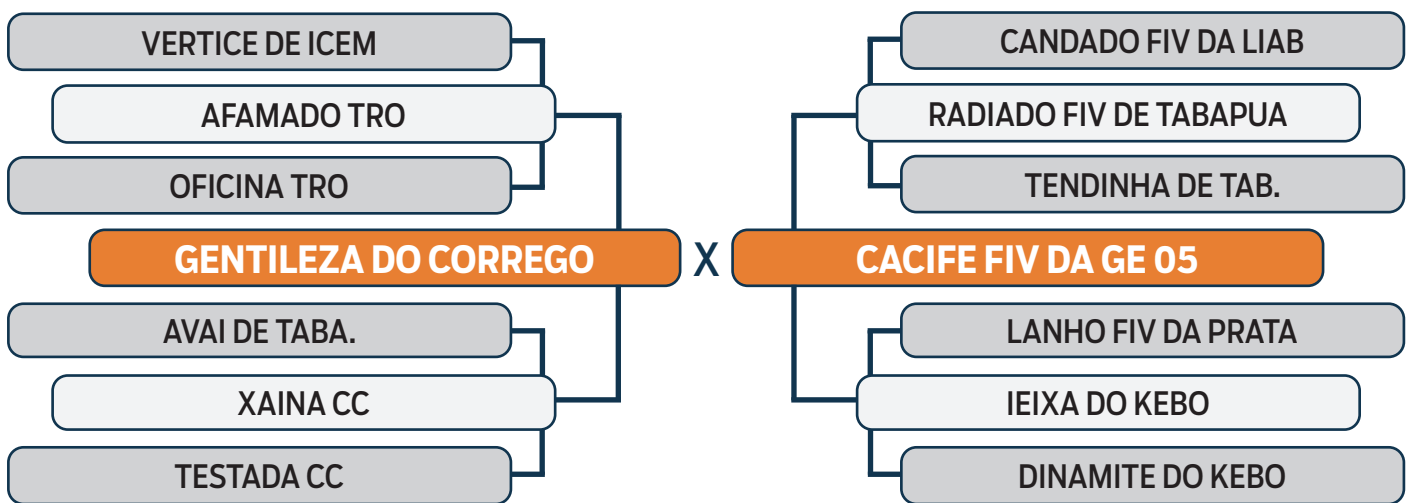 VERTICE DE ICEM
AFAMADO TRO
OFICINA TRO
GENTILEZA DO CORREGO
AVAI DE TABA.
XAINA CC
TESTADA CC
X
CANDADO FIV DA LIAB
RADIADO FIV DE TABAPUA
TENDINHA DE TAB.
CACIFE FIV DA GE 05
LANHO FIV DA PRATA
IEIXA DO KEBO
DINAMITE DO KEBO